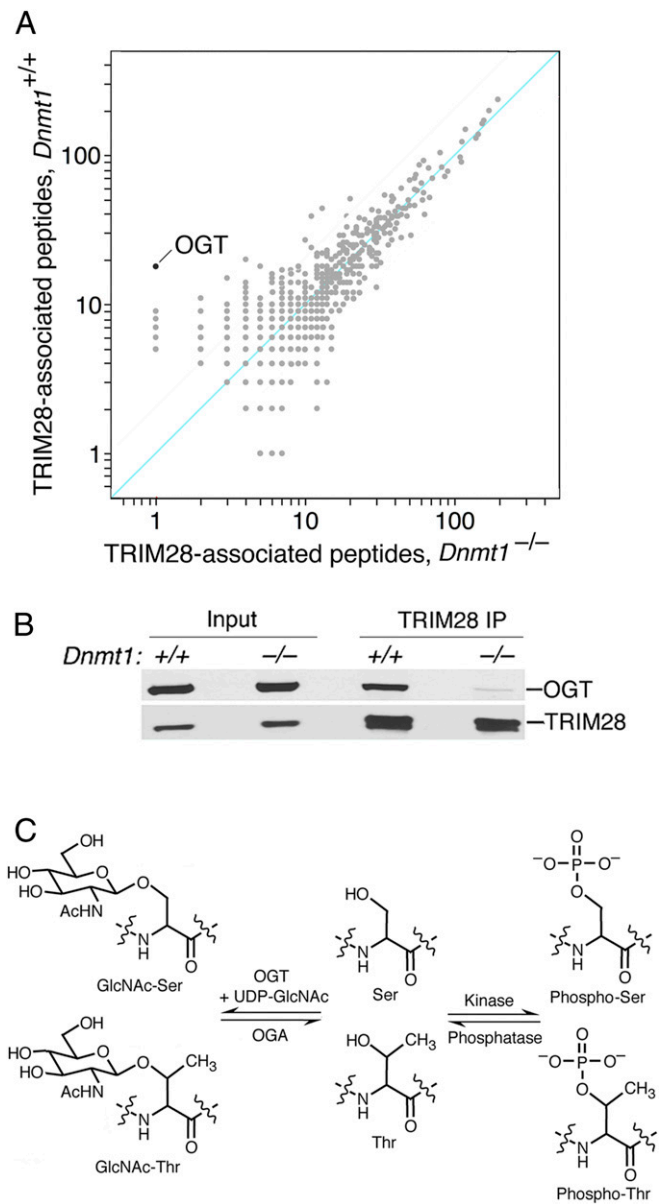 A
TRIM28-associated peptides, Dnmt1+/+
100
10
1
OGT
1 10 100
TRIM28-associated peptides, Dnmt1−/−
B
Input TRIM28 IP
Dnmt1: +/+ −/− +/+ −/−
OGT
TRIM28
C
OH
HO O O
HO AcHN
N
H
O
GlcNAc-Ser
OH
HO O O CH3
HO AcHN
N
H
O
GlcNAc-Thr
OGT
+ UDP-GlcNAc
OGA
HO
N
H
O
Ser
HO CH3
N
H
O
Thr
Kinase
Phosphatase
O
−O P O−
O
N
H
O
Phospho-Ser
O
−O P O−
O CH3
N
H
O
Phospho-Thr